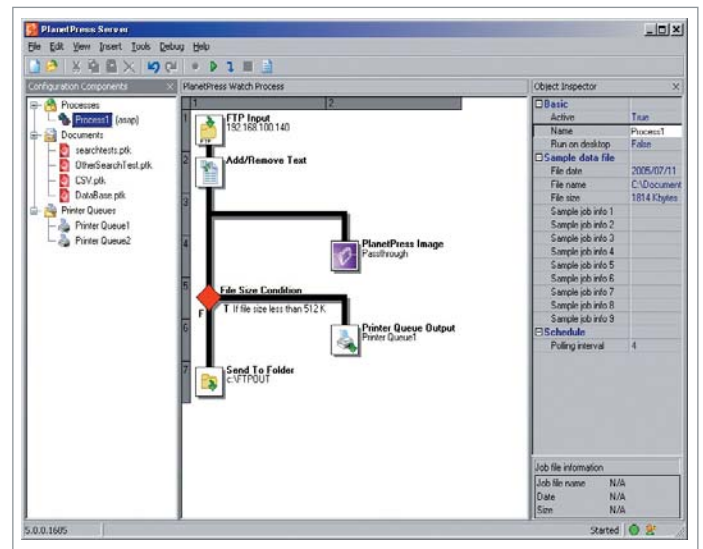 PlanetPress Server
File Edit View Insert Tools Debug Help
Configuration Components
Processes
Process1 (asap)
Documents
searchtests.ptk
OtherSearchTest.ptk
CSV.ptk
DataBase.ptk
Printer Queues
Printer Queue1
Printer Queue2
PlanetPress Watch Process
1 2
1
FTP Input
192.168.100.140
FTP
2
Add/Remove Text
3
4
PlanetPress Image
Passthrough
5
File Size Condition
F T If file size less than 512 K
6
Printer Queue Output
Printer Queue1
7
Send To Folder
c:\FTPOUT
Object Inspector
Basic
Active True
Name Process1
Run on desktop False
Sample data file
File date 2005/07/11
File name C:\Document
File size 1814 Kbytes
Sample job info 1
Sample job info 2
Sample job info 3
Sample job info 4
Sample job info 5
Sample job info 6
Sample job info 7
Sample job info 8
Sample job info 9
Schedule
Polling interval 4
Job file information
Job file name N/A
Date N/A
Size N/A
5.0.0.1685
Started